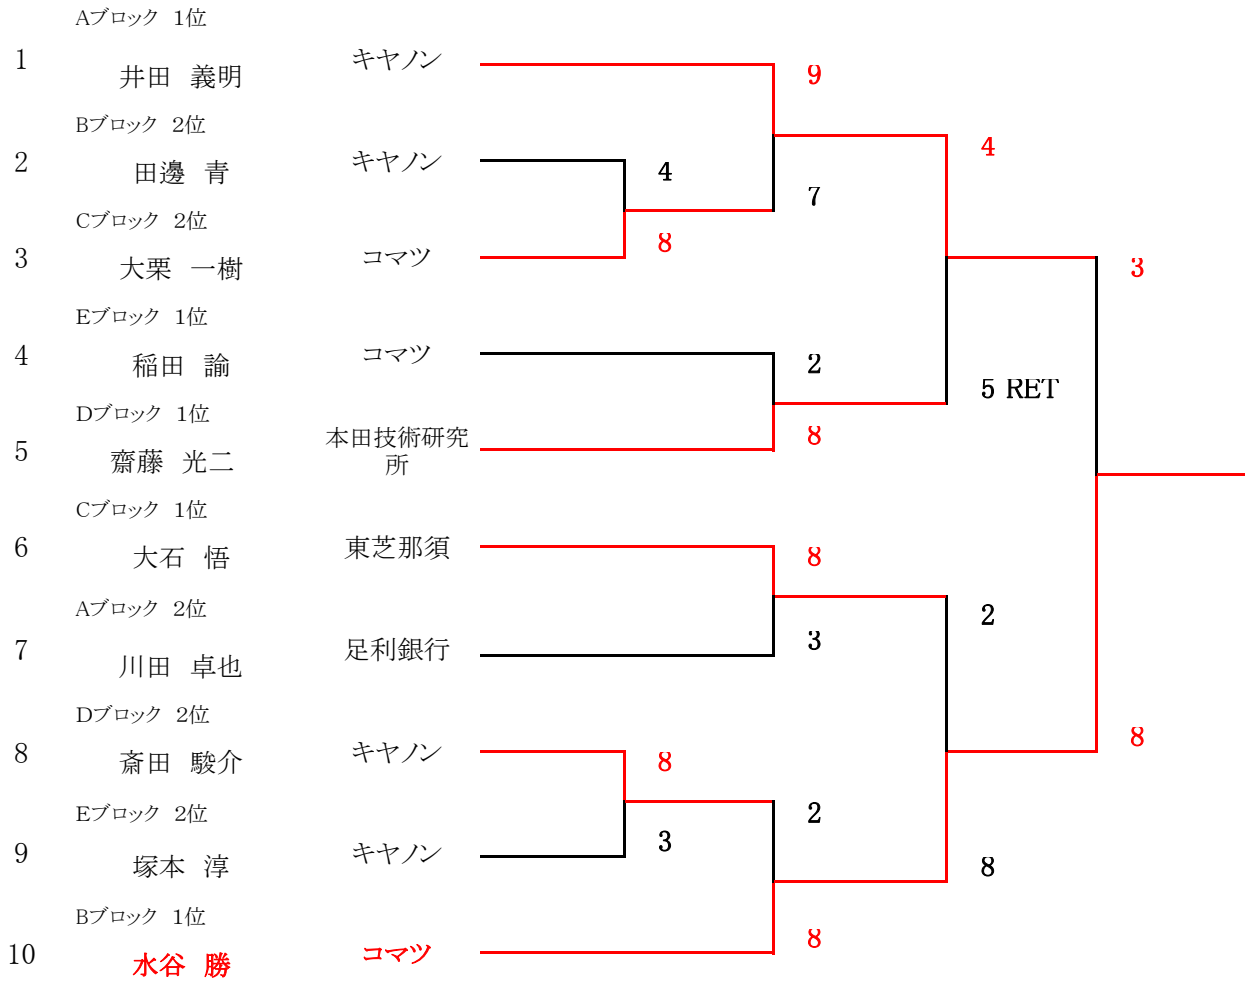 Aブロック 1位
1 井田 義明 キヤノン 9
Bブロック 2位
4
2 田邊 青 キヤノン 4
7
Cブロック 2位
8
3 大栗 一樹 コマツ
3
Eブロック 1位
4 稲田 諭 コマツ 2
5 RET
Dブロック 1位
8
5 齋藤 光二 本田技術研究
所
Cブロック 1位
6 大石 悟 東芝那須 8
Aブロック 2位
2
3
7 川田 卓也 足利銀行
Dブロック 2位
8
8 斎田 駿介 キヤノン 8
Eブロック 2位
2
3
9 塚本 淳 キヤノン
8
Bブロック 1位
8
10 水谷 勝 コマツ